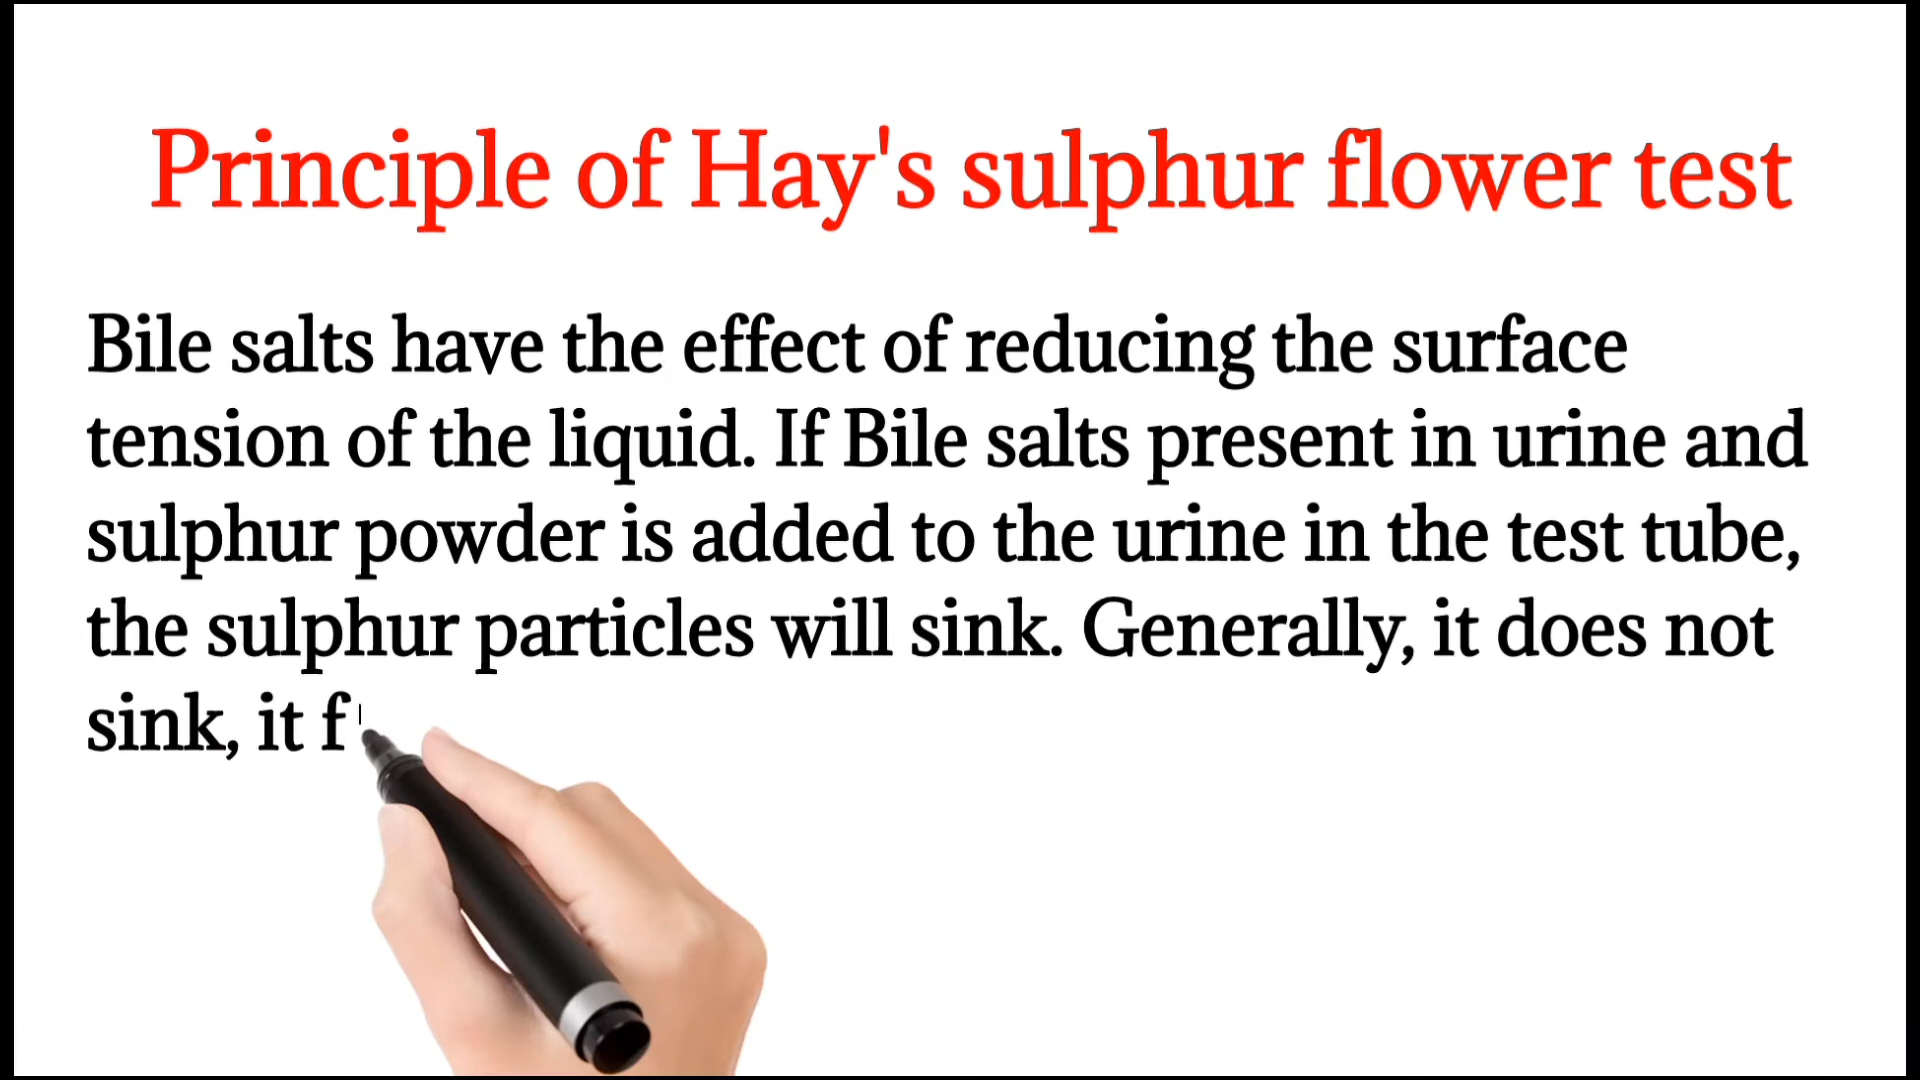 Principle of Hay's sulphur flower test
Bile salts have the effect of reducing the surface
tension of the liquid. If Bile salts present in urine and
sulphur powder is added to the urine in the test tube,
the sulphur particles will sink. Generally, it does not
sink, it f